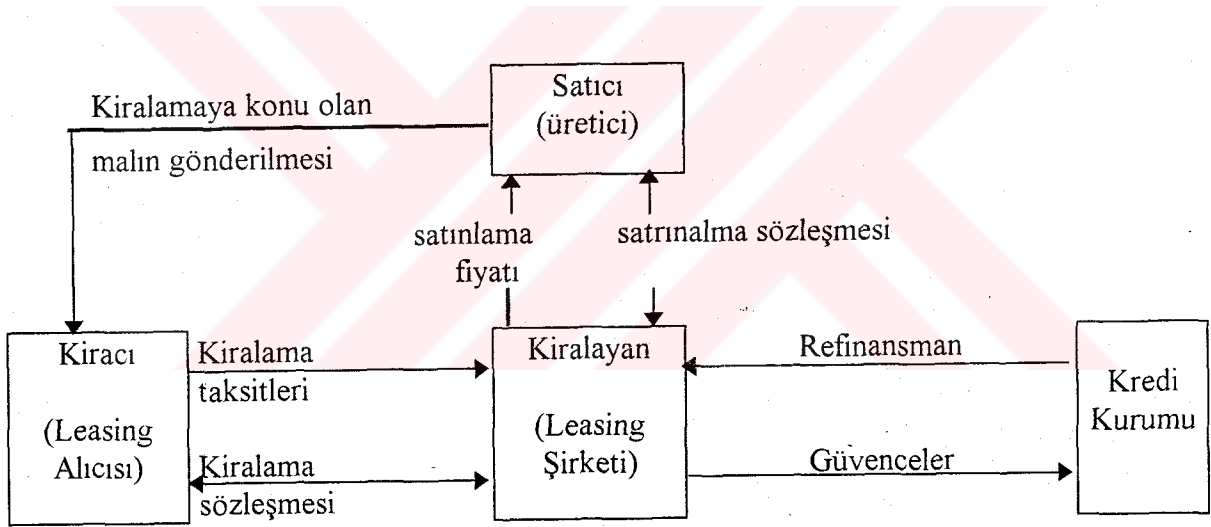 Satıcı
(üretici)
Kiralamaya konu olan
malın gönderilmesi
satınlama
fiyatı
satrınalma sözleşmesi
Kiracı
(Leasing
Alıcısı)
Kiralama
taksitleri
Kiralama
sözleşmesi
Kiralayan
(Leasing
Şirketi)
Refinansman
Güvenceler
Kredi
Kurumu